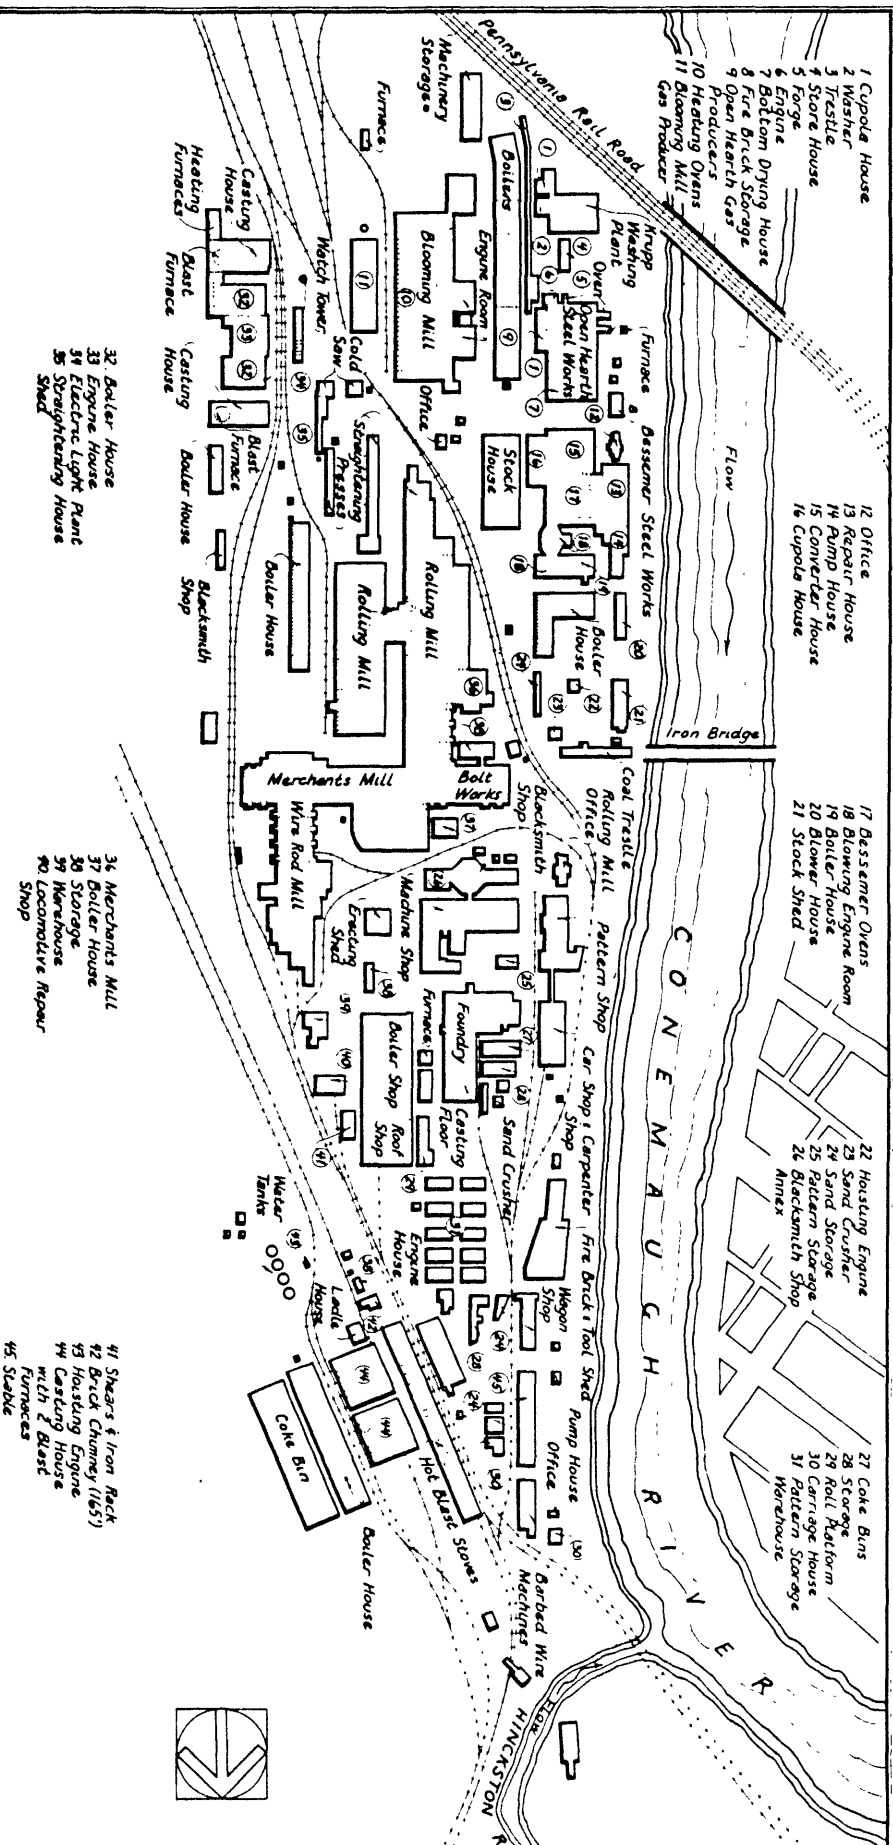 1 Cupola House
2 Washer
3 Trestle
4 Store House
5 Forge
6 Engine
7 Bottom Drying House
8 Fire Brick Storage
9 Open Hearth Gas
Producers
10 Heating Ovens
11 Blooming Mill
Gas Producer
12 Office
13 Repair House
14 Pump House
15 Converter House
16 Cupola House
17 Bessemer Ovens
18 Blowing Engine Room
19 Boiler House
20 Blower House
21 Stock Shed
22 Hoisting Engine
23 Sand Crusher
24 Sand Storage
25 Pattern Storage
26 Blacksmith Shop
Annex
27 Coke Bins
28 Storage
29 Roll Platform
30 Carriage House
31 Pattern Storage
Warehouse
Pennsylvania Rail Road
Flow
Iron Bridge
CONEMAUGH RIVER
Machinery
Storage
Furnace
Boilers
Engine Room
Blooming Mill
Krupp
Washing
Plant
Oven
Open Hearth
Steel Works
Furnace
Bessemer Steel Works
Stock
House
Boiler
House
Coal Trestle
Rolling Mill
Office
Blacksmith
Shop
Pattern Shop
Car Shop & Carpenter
Shop
Fire Brick & Tool Shed
Wagon
Shop
Pump House
Office
Barbed Wire
Machines
Flow
HINCKSTON R
Office
Cold
Saw
Watch Tower
Straightening
Presses
Rolling Mill
Rolling Mill
Bolt
Works
Merchants Mill
Wire Rod Mill
Machine Shop
Erecting
Shed
Furnace
Foundry
Casting
Floor
Sand Crusher
Boiler Shop
Roof
Shop
Engine
House
Water
Tanks
Ladle
House
Hot Blast Stoves
Coke Bin
Boiler House
Casting
House
Heating
Furnaces
Blast
Furnace
Casting
House
Blast
Furnace
Boiler House
Blacksmith
Shop
Boiler House
32. Boiler House
33 Engine House
34 Electric Light Plant
35 Straightening House
Shed
36 Merchants Mill
37 Boiler House
38 Storage
39 Warehouse
40. Locomotive Repair
Shop
41 Shears & Iron Rack
42 Brick Chimney (165')
43 Hoisting Engine
44 Casting House
with 2 Blast
Furnaces
45. Stable